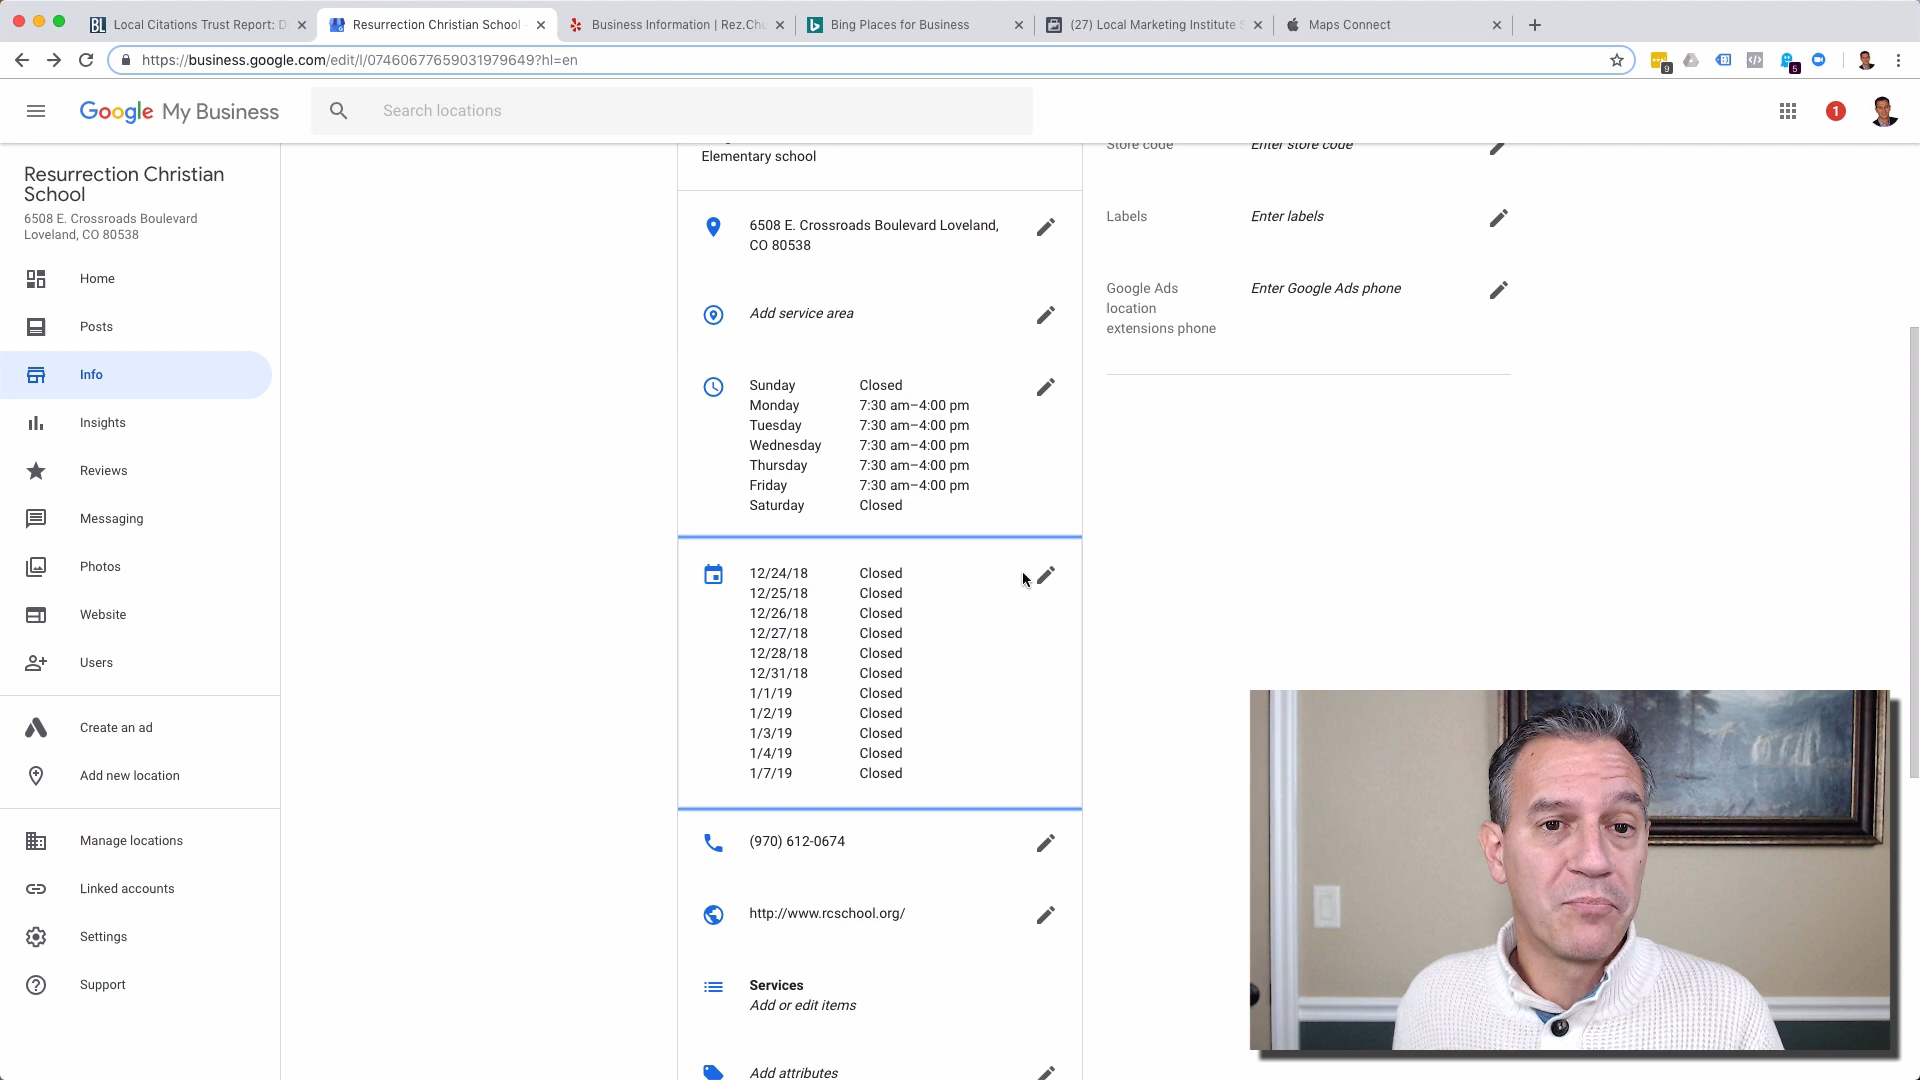 Local Citations Trust Report: D
Resurrection Christian School -
Business Information | Rez.Chu
Bing Places for Business
(27) Local Marketing Institute S
Maps Connect
https://business.google.com/edit/l/07460677659031979649?hl=en
9
5
Google My Business
Search locations
1
Resurrection Christian
School
6508 E. Crossroads Boulevard
Loveland, CO 80538
Home
Posts
Info
Insights
Reviews
Messaging
Photos
Website
Users
Create an ad
Add new location
Manage locations
Linked accounts
Settings
Support
Elementary school
6508 E. Crossroads Boulevard Loveland,
CO 80538
Add service area
Sunday Closed
Monday 7:30 am–4:00 pm
Tuesday 7:30 am–4:00 pm
Wednesday 7:30 am–4:00 pm
Thursday 7:30 am–4:00 pm
Friday 7:30 am–4:00 pm
Saturday Closed
12/24/18 Closed
12/25/18 Closed
12/26/18 Closed
12/27/18 Closed
12/28/18 Closed
12/31/18 Closed
1/1/19 Closed
1/2/19 Closed
1/3/19 Closed
1/4/19 Closed
1/7/19 Closed
(970) 612-0674
http://www.rcschool.org/
Services
Add or edit items
Add attributes
Store code Enter store code
Labels Enter labels
Google Ads Enter Google Ads phone
location
extensions phone